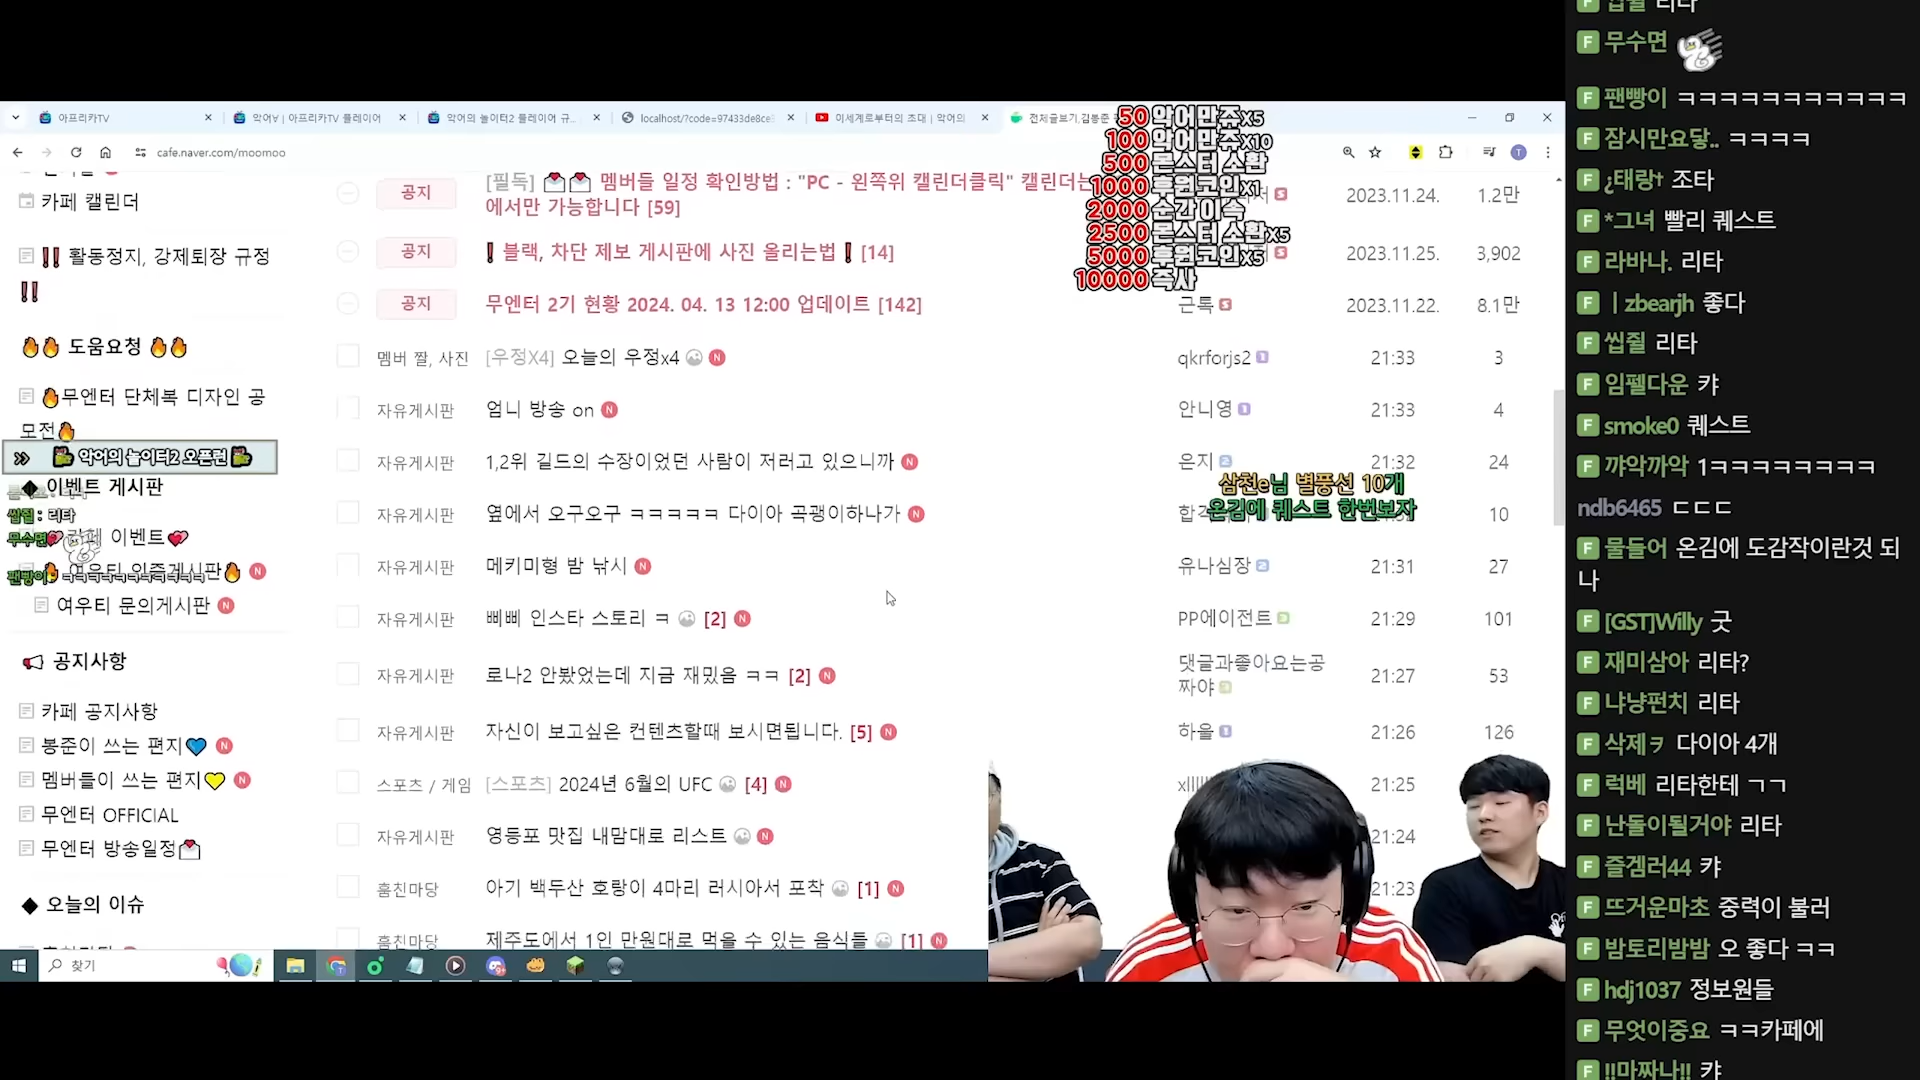 아프리카TV
악어∀ | 아프리카TV 플레이어
악어의 놀이터2 플레이어 규...
localhost/?code=97433de8ce
이세계로부터의 초대 | 악어의
전체글보기,김봉준
cafe.naver.com/moomoo
50 악어만쥬x5
100 악어만쥬x10
500 몬스터 소환
1000 후원코인x1
2000 순간이속
2500 몬스터 소환x5
5000 후원코인x5
10000 즉사
카페 캘린더
!! 활동정지, 강제퇴장 규정
!!
도움요청
무엔터 단체복 디자인 공
모전
악어의 놀이터2 오픈런
◆ 이벤트 게시판
씹쥘 : 리타
무수면
이벤트
팬빵이
여우티 인증게시판 N
여우티 문의게시판 N
공지사항
카페 공지사항
봉준이 쓰는 편지 N
멤버들이 쓰는 편지 N
무엔터 OFFICIAL
무엔터 방송일정
◆ 오늘의 이슈
공지 [필독] 멤버들 일정 확인방법 : "PC - 왼쪽위 캘린더클릭" 캘린더는
에서만 가능합니다 [59] 2023.11.24. 1.2만
공지 ❗블랙, 차단 제보 게시판에 사진 올리는법❗ [14] 2023.11.25. 3,902
공지 무엔터 2기 현황 2024. 04. 13 12:00 업데이트 [142] 근톡 2023.11.22. 8.1만
멤버 짤, 사진 [우정X4] 오늘의 우정x4 N qkrforjs2 21:33 3
자유게시판 엄니 방송 on N 안니영 21:33 4
자유게시판 1,2위 길드의 수장이었던 사람이 저러고 있으니까 N 은지 21:32 24
삼천e님 별풍선 10개
온김에 퀘스트 한번보자
자유게시판 옆에서 오구오구 ㅋㅋㅋㅋㅋ 다이아 곡괭이하나가 N 10
자유게시판 메키미형 밤 낚시 N 유나심장 21:31 27
자유게시판 삐삐 인스타 스토리 ㅋ [2] N PP에이전트 21:29 101
자유게시판 로나2 안봤었는데 지금 재밌음 ㅋㅋ [2] N 댓글과좋아요는공
짜야 21:27 53
자유게시판 자신이 보고싶은 컨텐츠할때 보시면됩니다. [5] N 하울 21:26 126
스포츠 / 게임 [스포츠] 2024년 6월의 UFC [4] N 21:25
자유게시판 영등포 맛집 내맘대로 리스트 N 21:24
훔친마당 아기 백두산 호랑이 4마리 러시아서 포착 [1] N 21:23
훔친마당 제주도에서 1인 만원대로 먹을 수 있는 음식들 [1] N
찾기
씹쥘 리타
무수면
팬빵이 ㅋㅋㅋㅋㅋㅋㅋㅋㅋㅋㅋ
잠시만요닿.. ㅋㅋㅋㅋ
¿태랑† 조타
*그녀 빨리 퀘스트
라바나. 리타
ㅣzbearjh 좋다
씹쥘 리타
임펠다운 캬
smoke0 퀘스트
꺄악까악 1ㅋㅋㅋㅋㅋㅋㅋㅋ
ndb6465 ㄷㄷㄷ
물들어 온김에 도감작이란것 되
나
[GST]Willy 굿
재미삼아 리타?
냐냥펀치 리타
삭제ㅋ 다이아 4개
럭베 리타한테 ㄱㄱ
난돌이될거야 리타
즐겜러44 캬
뜨거운마초 중력이 불러
밤토리밤밤 오 좋다 ㅋㅋ
hdj1037 정보원들
무엇이중요 ㅋㅋ카페에
!!마짜나!! 캬